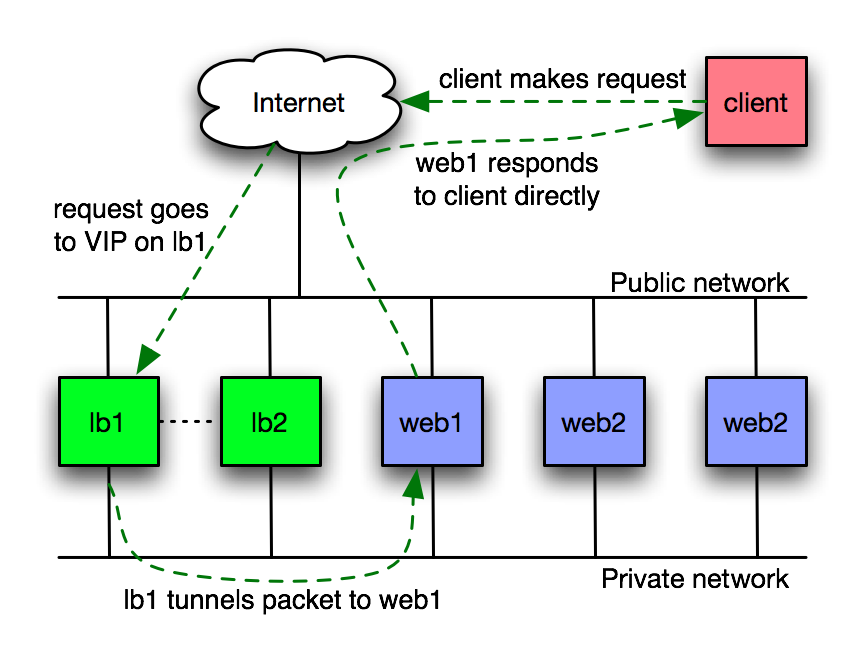 client makes request
Internet
client
web1 responds
to client directly
request goes
to VIP on lb1
Public network
lb1
lb2
web1
web2
web2
Private network
lb1 tunnels packet to web1